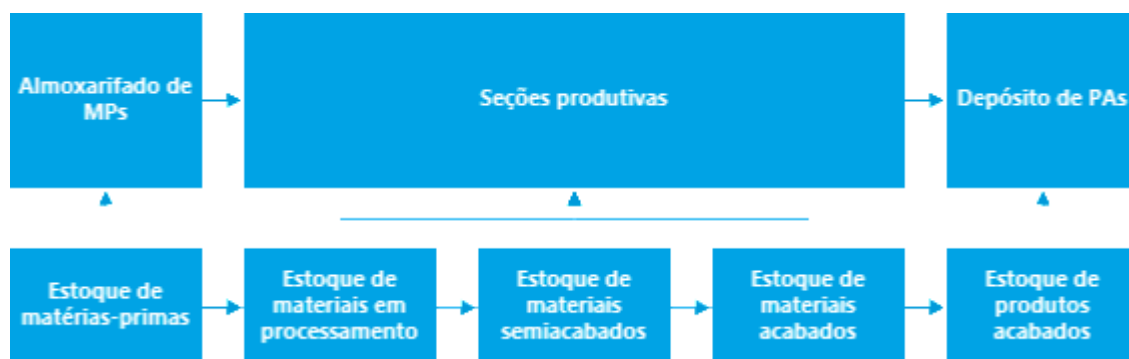 Almoxarifado de
MPs
Seções produtivas
Depósito de PAs
Estoque de
matérias-primas
Estoque de
materiais em
processamento
Estoque de
materiais
semiacabados
Estoque de
materiais
acabados
Estoque de
produtos
acabados